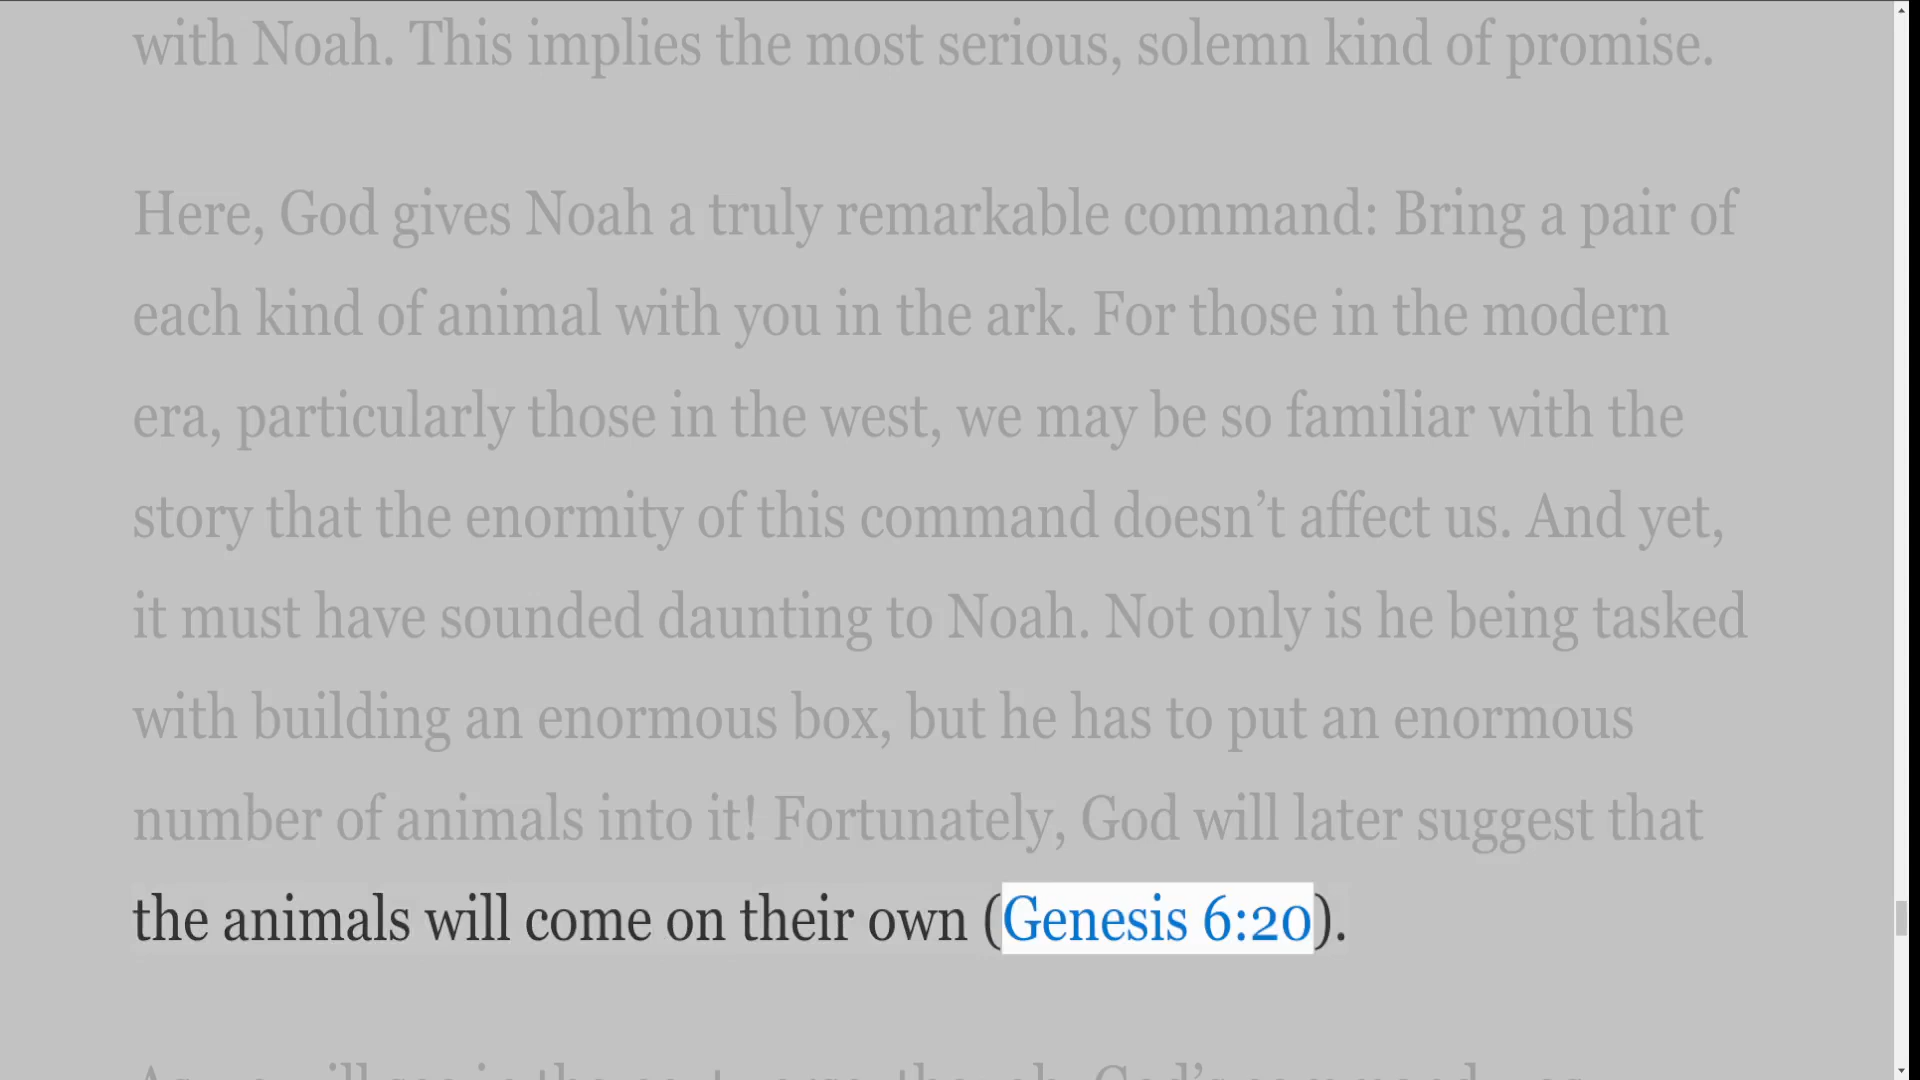 with Noah. This implies the most serious, solemn kind of promise.
Here, God gives Noah a truly remarkable command: Bring a pair of
each kind of animal with you in the ark. For those in the modern
era, particularly those in the west, we may be so familiar with the
story that the enormity of this command doesn’t affect us. And yet,
it must have sounded daunting to Noah. Not only is he being tasked
with building an enormous box, but he has to put an enormous
number of animals into it! Fortunately, God will later suggest that
the animals will come on their own (Genesis 6:20).